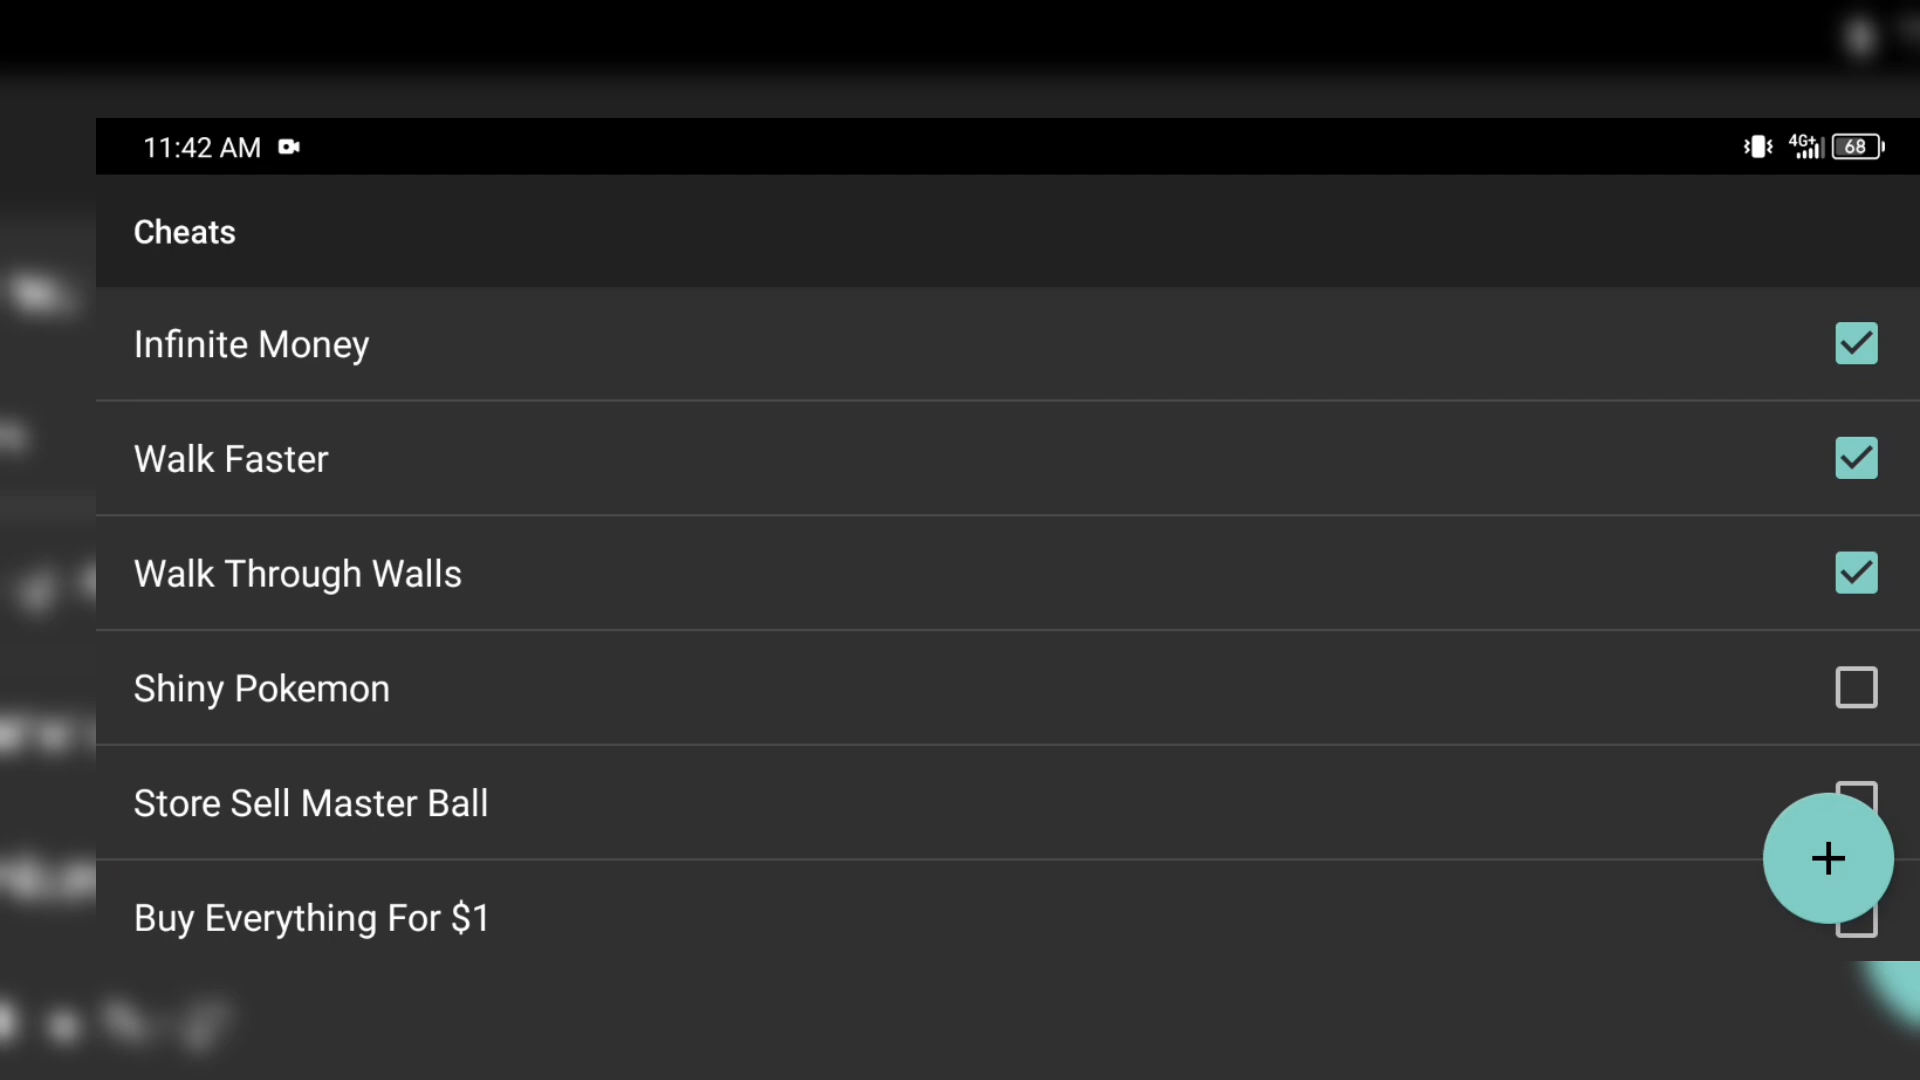 11:42 AM
4G+ 68
Cheats
Infinite Money
Walk Faster
Walk Through Walls
Shiny Pokemon
Store Sell Master Ball
Buy Everything For $1